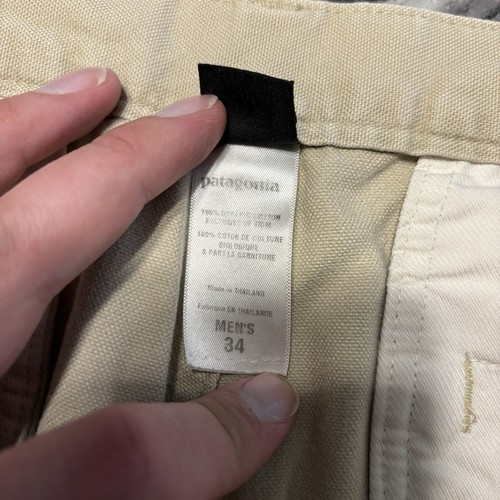 patagonia
100% ORGANIC COTTON
EXCLUSIVE OF TRIM
100% COTON DE CULTURE
BIOLOGIQUE
A PART LA GARNITURE
Made in THAILAND
Fabriqué EN THAILANDE
MEN'S
34